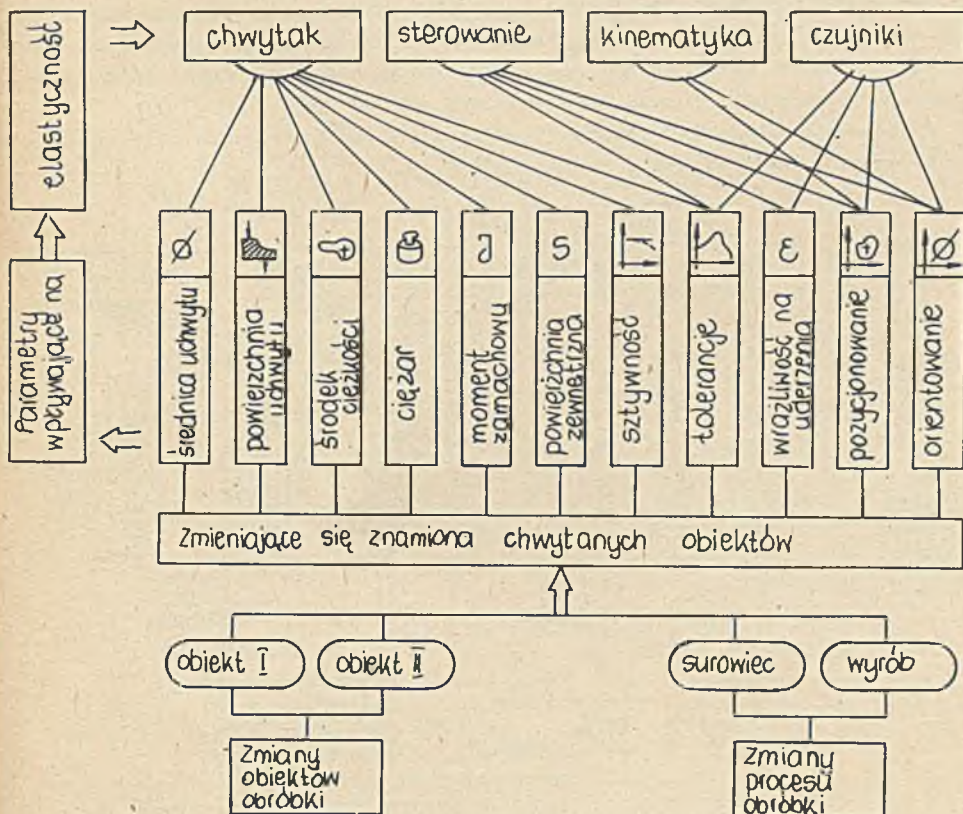 elastyczność
chwytak
sterowanie
kinematyka
czujniki
Parametry
wpływające na
średnica uchwytu
powierzchnia
uchwytu
środek
ciężkości
ciężar
J
moment
zamachowy
S
powierzchnia
zewnętrzna
sztywność
tolerancje
ε
wrażliwość na
uderzenia
pozycjonowane
orientowanie
Zmieniające się znamiona chwytanych obiektów
obiekt I
obiekt II
surowiec
wyrób
Zmiany
obiektów
obróbki
Zmiany
procesu
obróbki